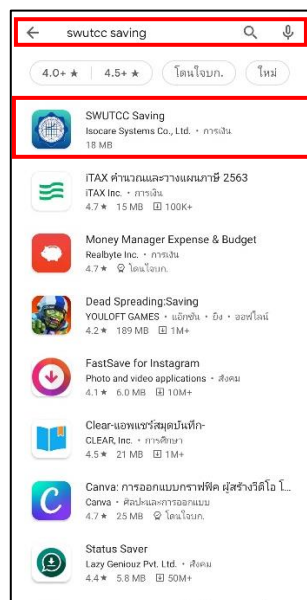 swutcc saving
4.0+ ★ 4.5+ ★ โดนใจบก. ใหม่
SWUTCC Saving
Isocare Systems Co., Ltd. • การเงิน
18 MB
iTAX คำนวณและวางแผนภาษี 2563
iTAX Inc. • การเงิน
4.7 ★ 15 MB 100K+
Money Manager Expense & Budget
Realbyte Inc. • การเงิน
4.7 ★ โดนใจบก.
Dead Spreading:Saving
YOULOFT GAMES • แอ็กชัน • ยิง • ออฟไลน์
4.2 ★ 189 MB 1M+
FastSave for Instagram
Photo and video applications • สังคม
4.1 ★ 6.0 MB 10M+
Clear-แอพแชร์สมุดบันทึก-
CLEAR, Inc. • การศึกษา
4.5 ★ 21 MB 1M+
Canva: การออกแบบกราฟฟิค ผู้สร้างวีดีโอ โ...
Canva • ศิลปะและการออกแบบ
4.7 ★ 25 MB โดนใจบก.
Status Saver
Lazy Geniouz Pvt. Ltd. • สังคม
4.4 ★ 5.8 MB 50M+